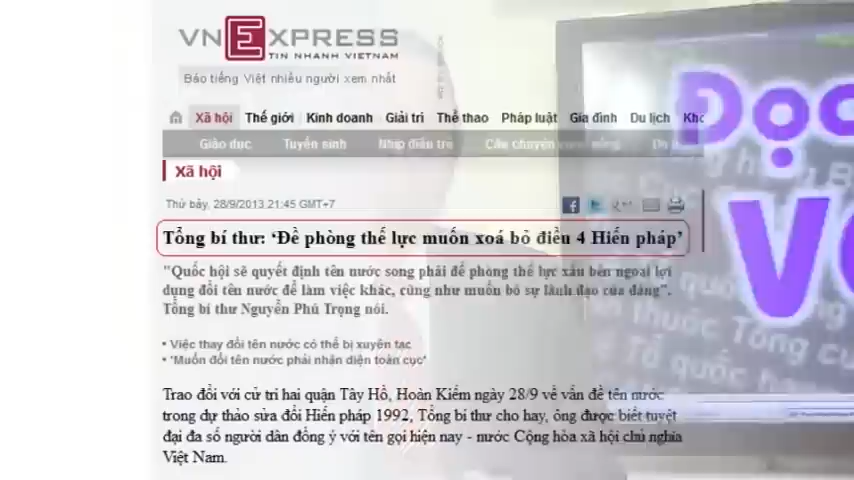 VNEXPRESS
TIN NHANH VIETNAM
Báo tiếng Việt nhiều người xem nhất
Xã hội Thế giới Kinh doanh Giải trí Thể thao Pháp luật Gia đình Du lịch
Giáo dục Tuyển sinh Nhịp điệu trẻ
Xã hội
Thứ bảy, 28/9/2013 21:45 GMT+7
Tổng bí thư: ‘Đề phòng thế lực muốn xoá bỏ điều 4 Hiến pháp’
"Quốc hội sẽ quyết định tên nước song phải đề phòng thế lực xấu bên ngoài lợi
dụng đổi tên nước để làm việc khác, cũng như muốn bỏ sự lãnh đạo của đảng".
Tổng bí thư Nguyễn Phú Trọng nói.
• Việc thay đổi tên nước có thể bị xuyên tạc
• 'Muốn đổi tên nước phải nhận diện toàn cục'
Trao đổi với cử tri hai quận Tây Hồ, Hoàn Kiếm ngày 28/9 về vấn đề tên nước
trong dự thảo sửa đổi Hiến pháp 1992, Tổng bí thư cho hay, ông được biết tuyệt
đại đa số người dân đồng ý với tên gọi hiện nay - nước Cộng hòa xã hội chủ nghĩa
Việt Nam.